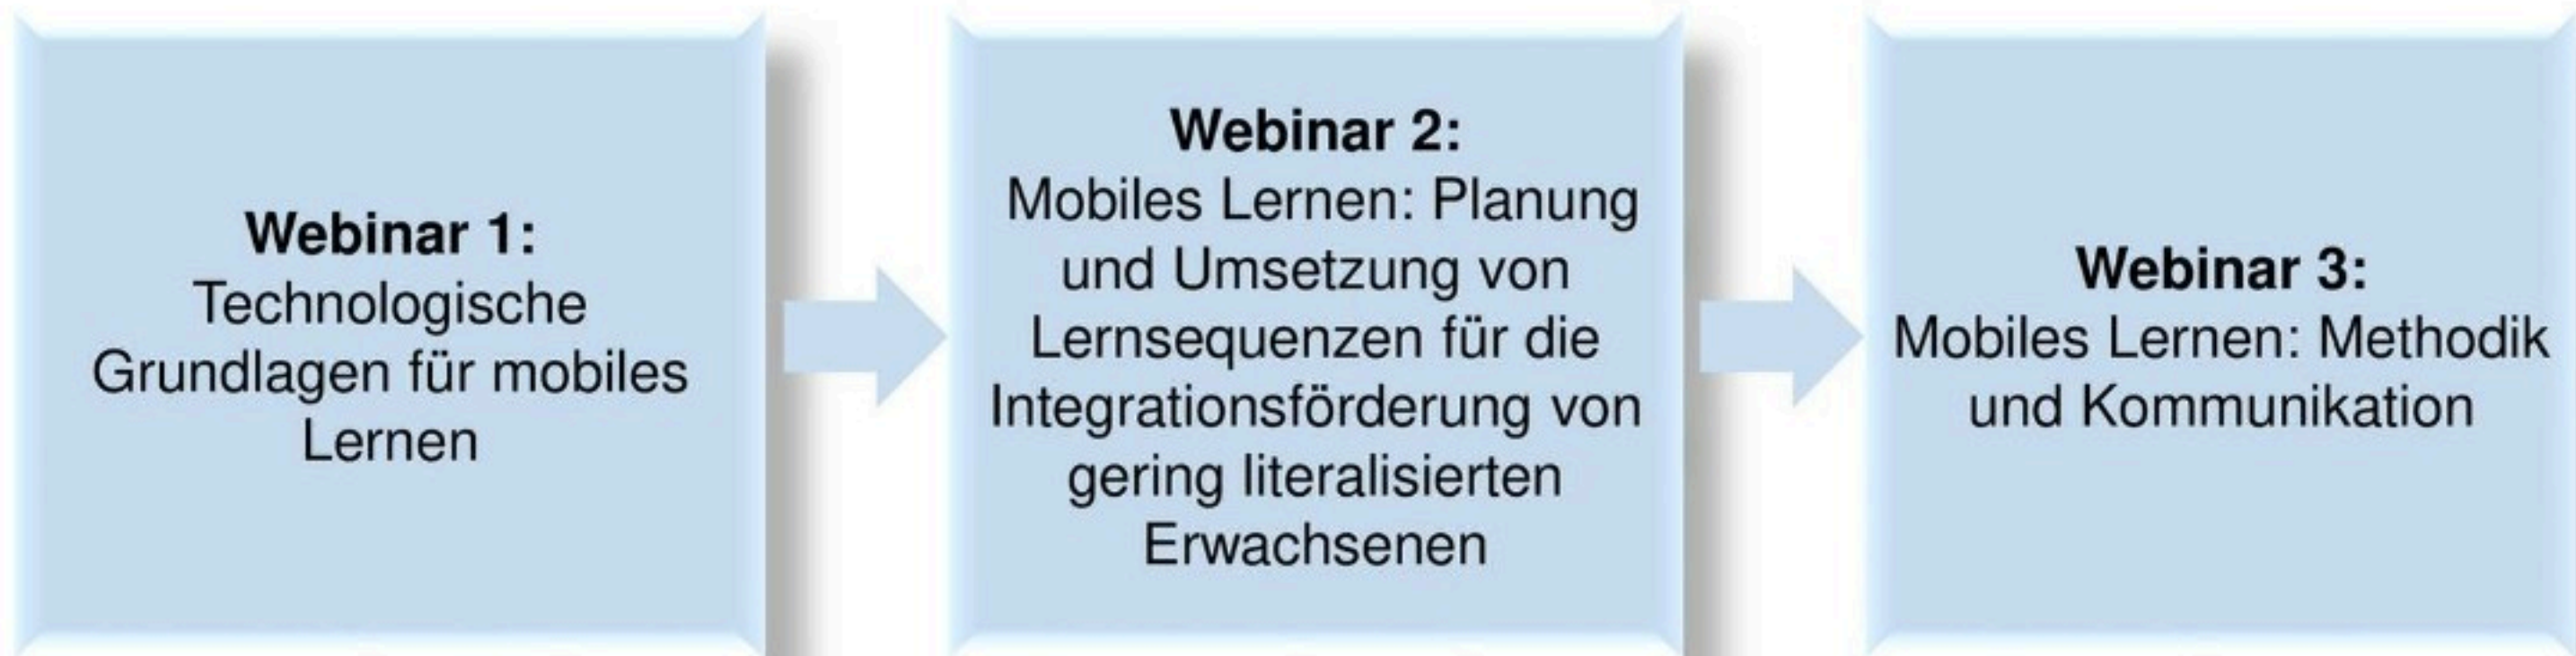 Webinar 1:
Technologische
Grundlagen für mobiles
Lernen
Webinar 2:
Mobiles Lernen: Planung
und Umsetzung von
Lernsequenzen für die
Integrationsförderung von
gering literalisierten
Erwachsenen
Webinar 3:
Mobiles Lernen: Methodik
und Kommunikation